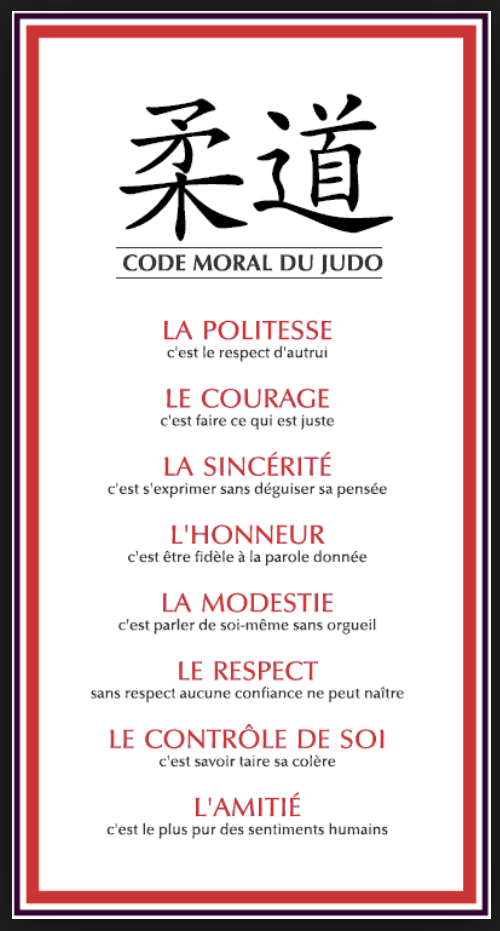 柔道
CODE MORAL DU JUDO
LA POLITESSE
c'est le respect d'autrui
LE COURAGE
c'est faire ce qui est juste
LA SINCÉRITÉ
c'est s'exprimer sans déguiser sa pensée
L'HONNEUR
c'est être fidèle à la parole donnée
LA MODESTIE
c'est parler de soi-même sans orgueil
LE RESPECT
sans respect aucune confiance ne peut naître
LE CONTRÔLE DE SOI
c'est savoir taire sa colère
L'AMITIÉ
c'est le plus pur des sentiments humains